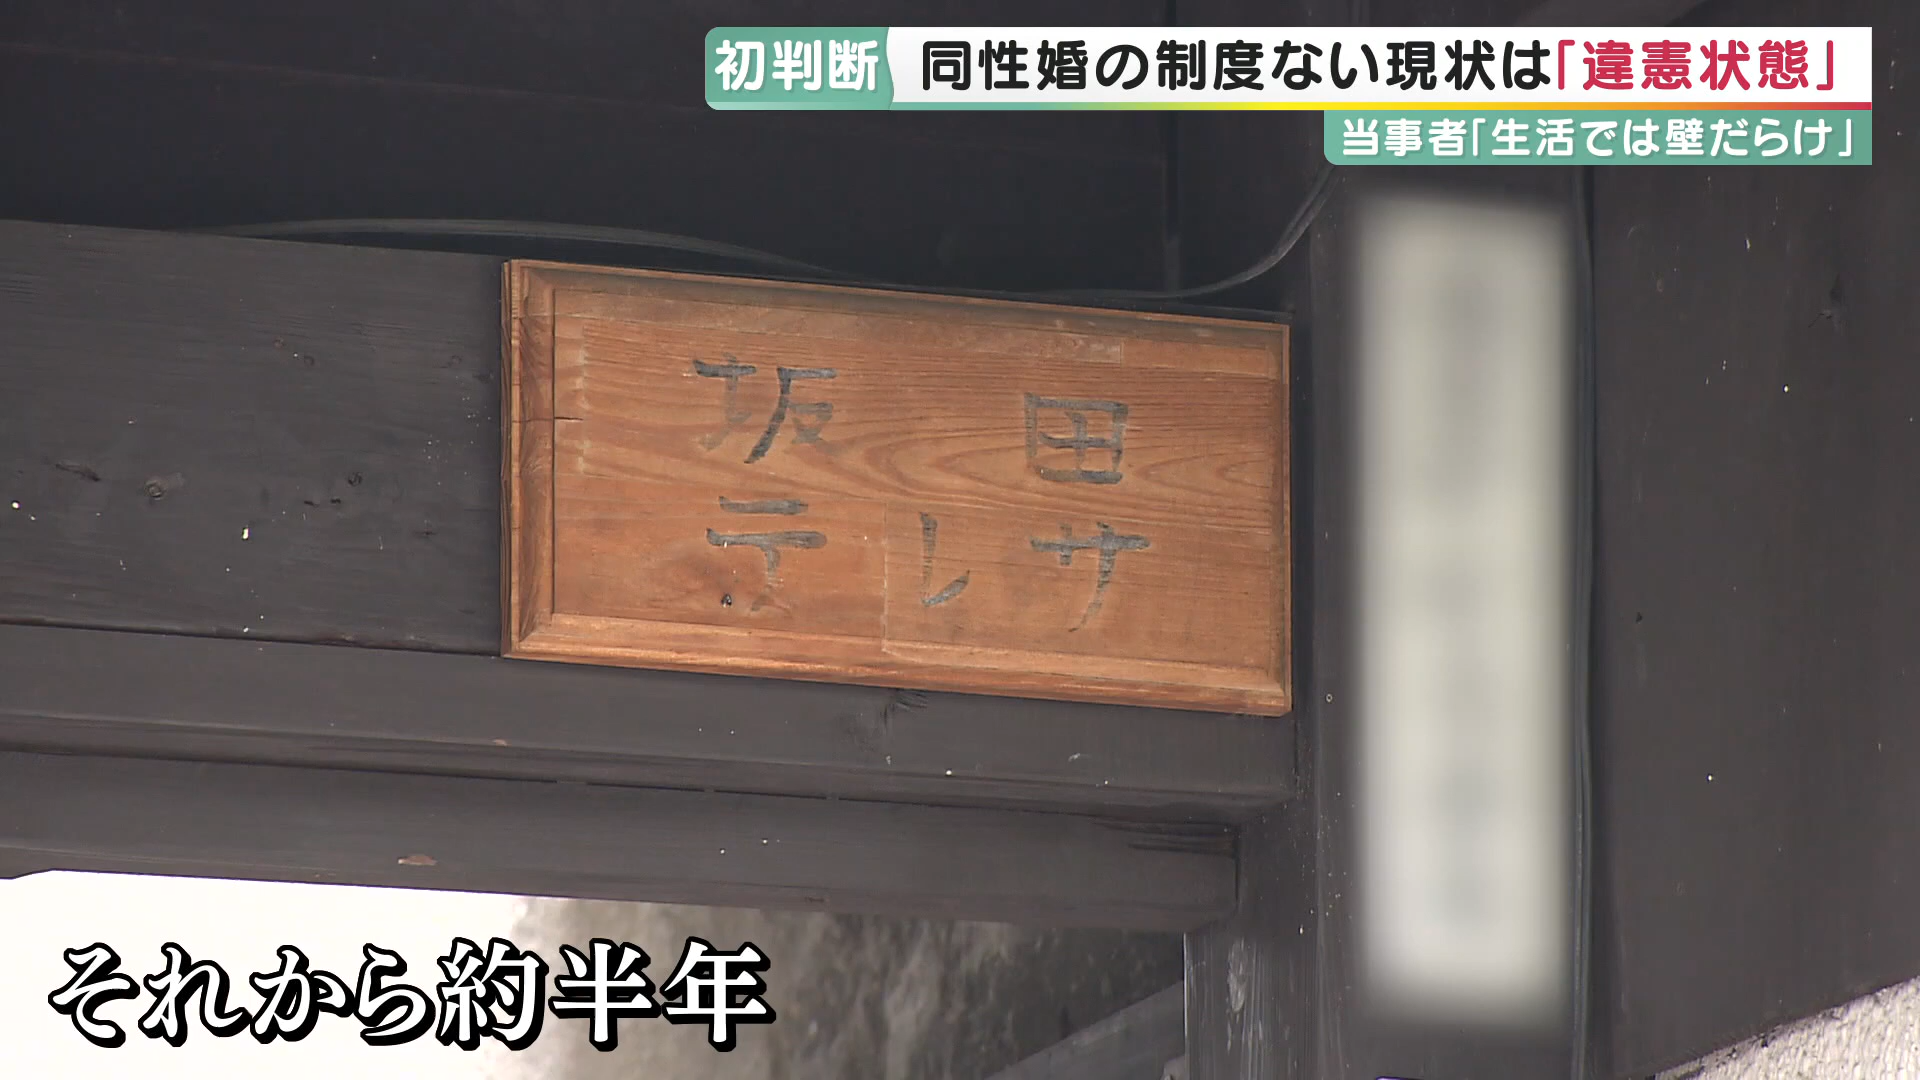 初判断 同性婚の制度ない現状は「違憲状態」
当事者「生活では壁だらけ」
坂田
テレサ
それから約半年